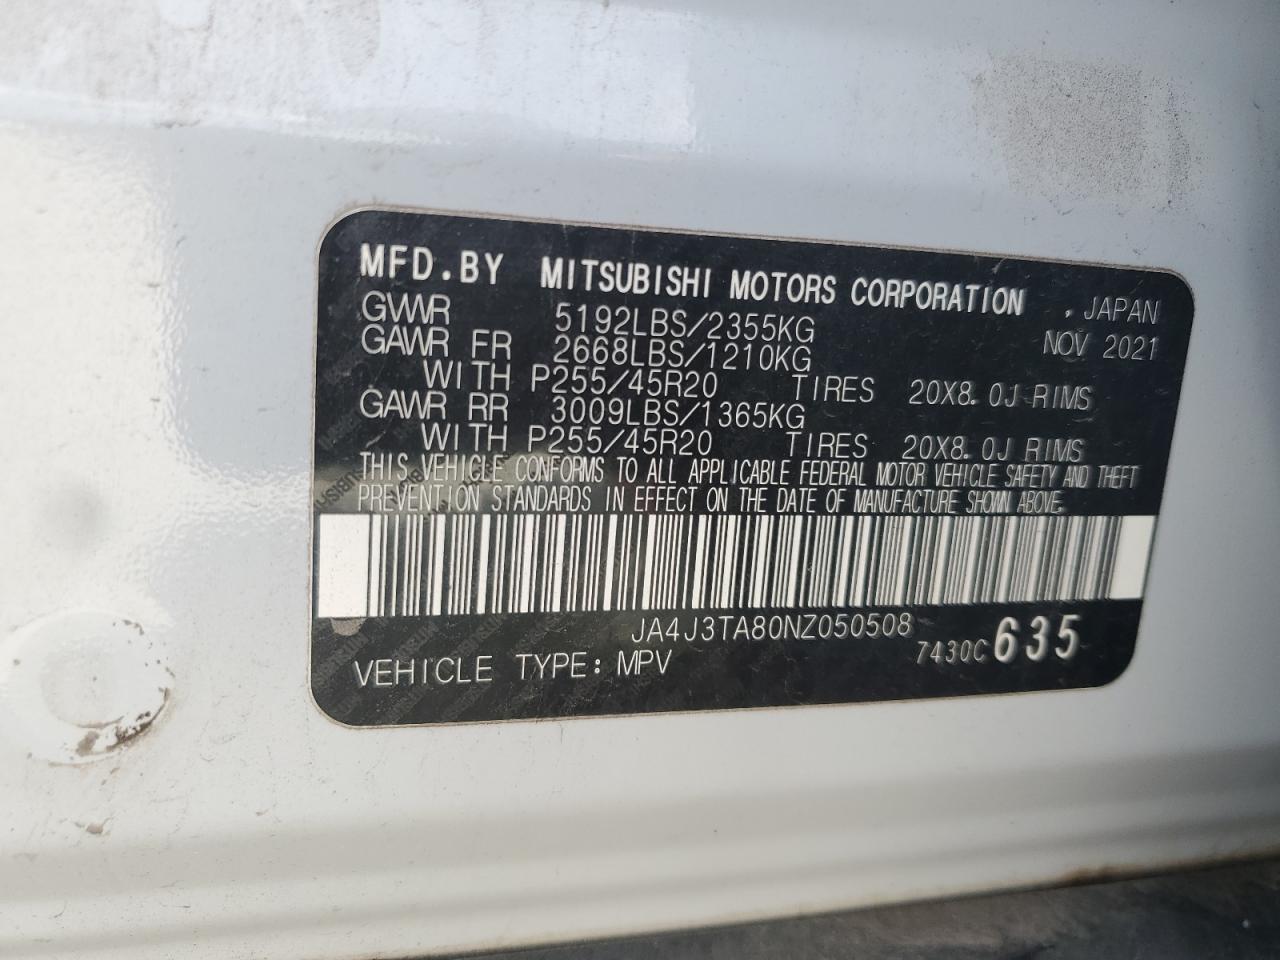 MFD.BY MITSUBISHI MOTORS CORPORATION , JAPAN
GVWR 5192LBS/2355KG NOV 2021
GAWR FR 2668LBS/1210KG
WITH P255/45R20 TIRES 20X8.0J RIMS
GAWR RR 3009LBS/1365KG
WITH P255/45R20 TIRES 20X8.0J RIMS
THIS VEHICLE CONFORMS TO ALL APPLICABLE FEDERAL MOTOR VEHICLE SAFETY AND THEFT
PREVENTION STANDARDS IN EFFECT ON THE DATE OF MANUFACTURE SHOWN ABOVE.
JA4J3TA80NZ050508
7430C 635
VEHICLE TYPE: MPV